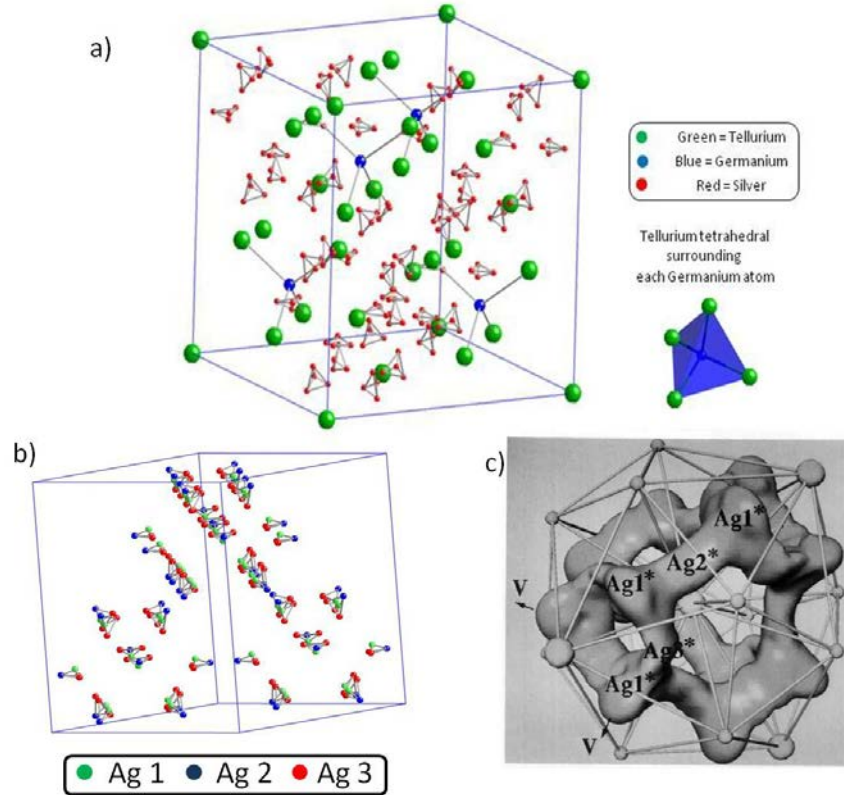 a)
Green = Tellurium
Blue = Germanium
Red = Silver
Tellurium tetrahedral
surrounding
each Germanium atom
b)
Ag 1 Ag 2 Ag 3
c)
Ag1*
Ag2*
Ag1*
V
Ag3*
Ag1*
V